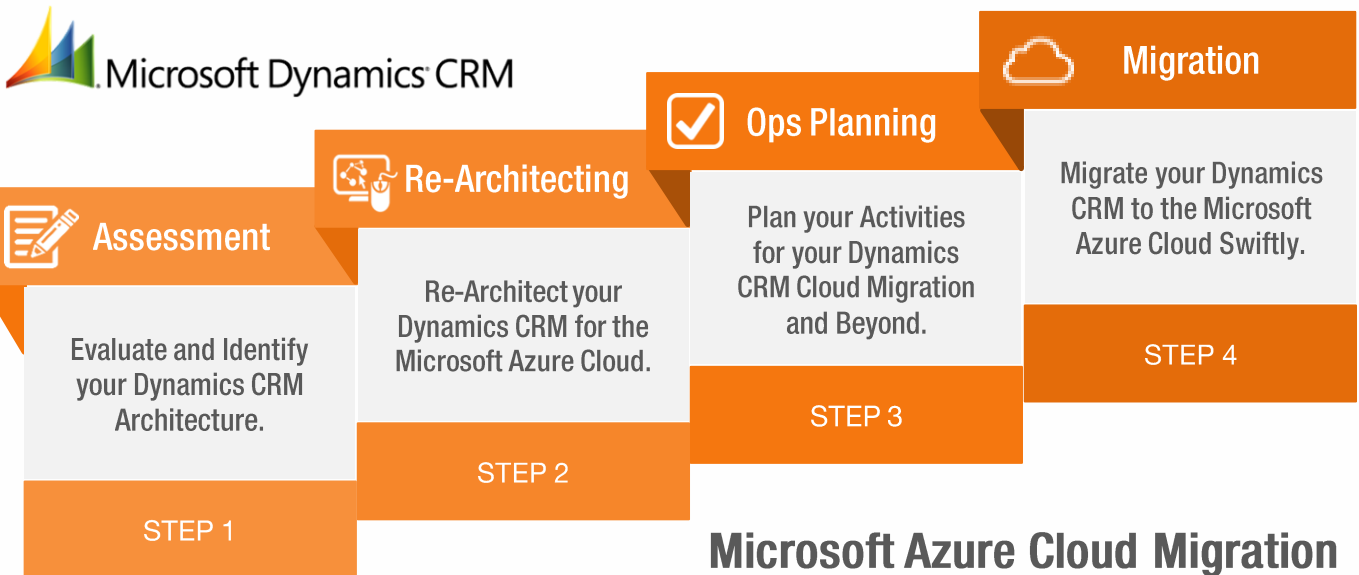 Microsoft Dynamics CRM
Assessment
Evaluate and Identify
your Dynamics CRM
Architecture.
STEP 1
Re-Architecting
Re-Architect your
Dynamics CRM for the
Microsoft Azure Cloud.
STEP 2
Ops Planning
Plan your Activities
for your Dynamics
CRM Cloud Migration
and Beyond.
STEP 3
Migration
Migrate your Dynamics
CRM to the Microsoft
Azure Cloud Swiftly.
STEP 4
Microsoft Azure Cloud Migration